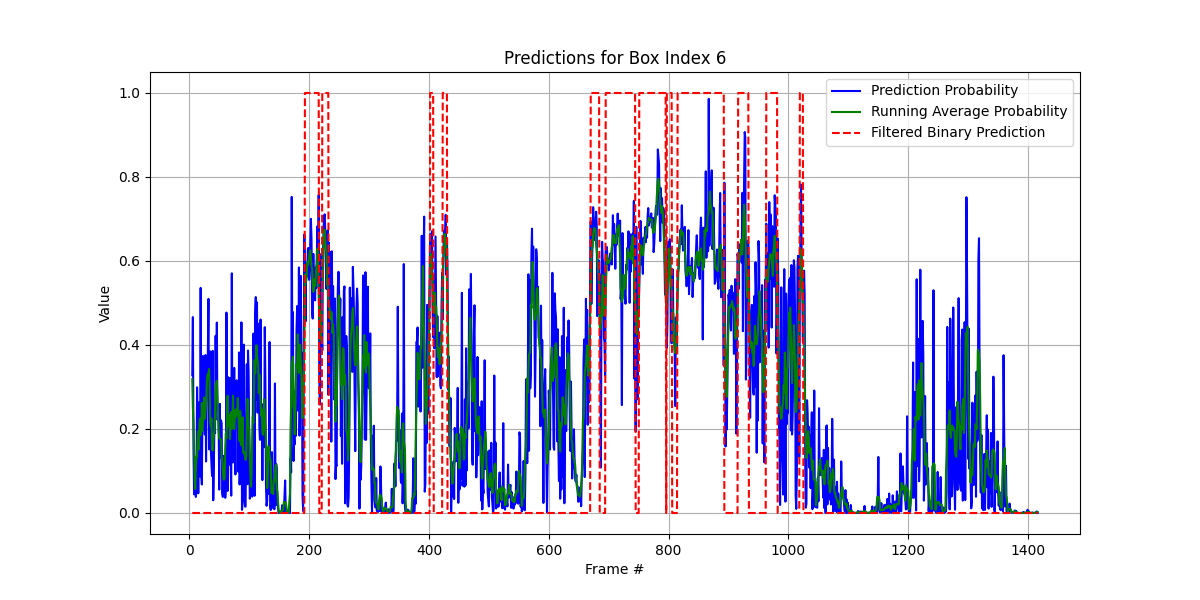 Predictions for Box Index 6
Prediction Probability
Running Average Probability
Filtered Binary Prediction
Value
1.0
0.8
0.6
0.4
0.2
0.0
0 200 400 600 800 1000 1200 1400
Frame #